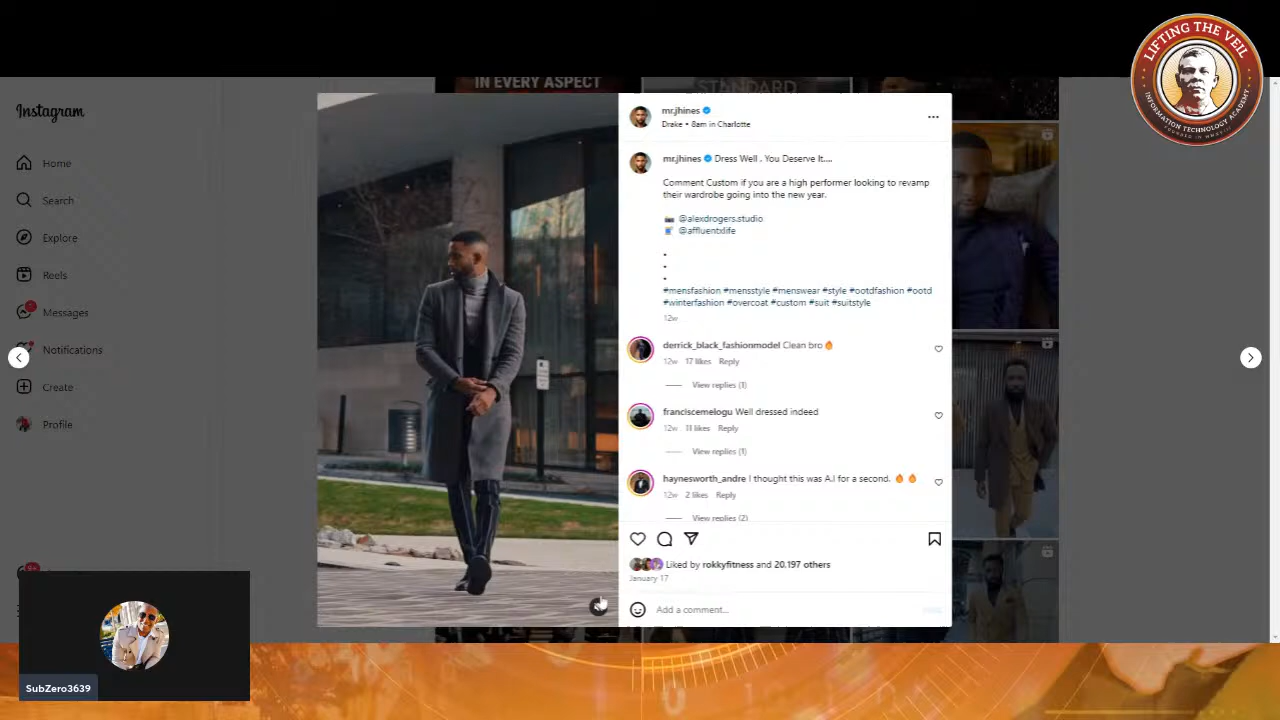 IN EVERY ASPECT
STANDARD
LIFTING THE VEIL
INFORMATION TECHNOLOGY ACADEMY
Instagram
Home
Search
Explore
Reels
Messages
Notifications
Create
Profile
mr.jhines
Drake • 8am in Charlotte
mr.jhines Dress Well . You Deserve It....
Comment Custom if you are a high performer looking to revamp
their wardrobe going into the new year.
📷 @alexdrogers.studio
@affluentxlife
•
•
•
#mensfashion #mensstyle #menswear #style #ootdfashion #ootd
#winterfashion #overcoat #custom #suit #suitstyle
12w
derrick_black_fashionmodel Clean bro🔥
12w 17 likes Reply
View replies (1)
franciscemelogu Well dressed indeed
12w 11 likes Reply
View replies (1)
haynesworth_andre I thought this was A.I for a second. 🔥 🔥
12w 2 likes Reply
View replies (2)
Liked by rokkyfitness and 20,197 others
January 17
Add a comment...
SubZero3639